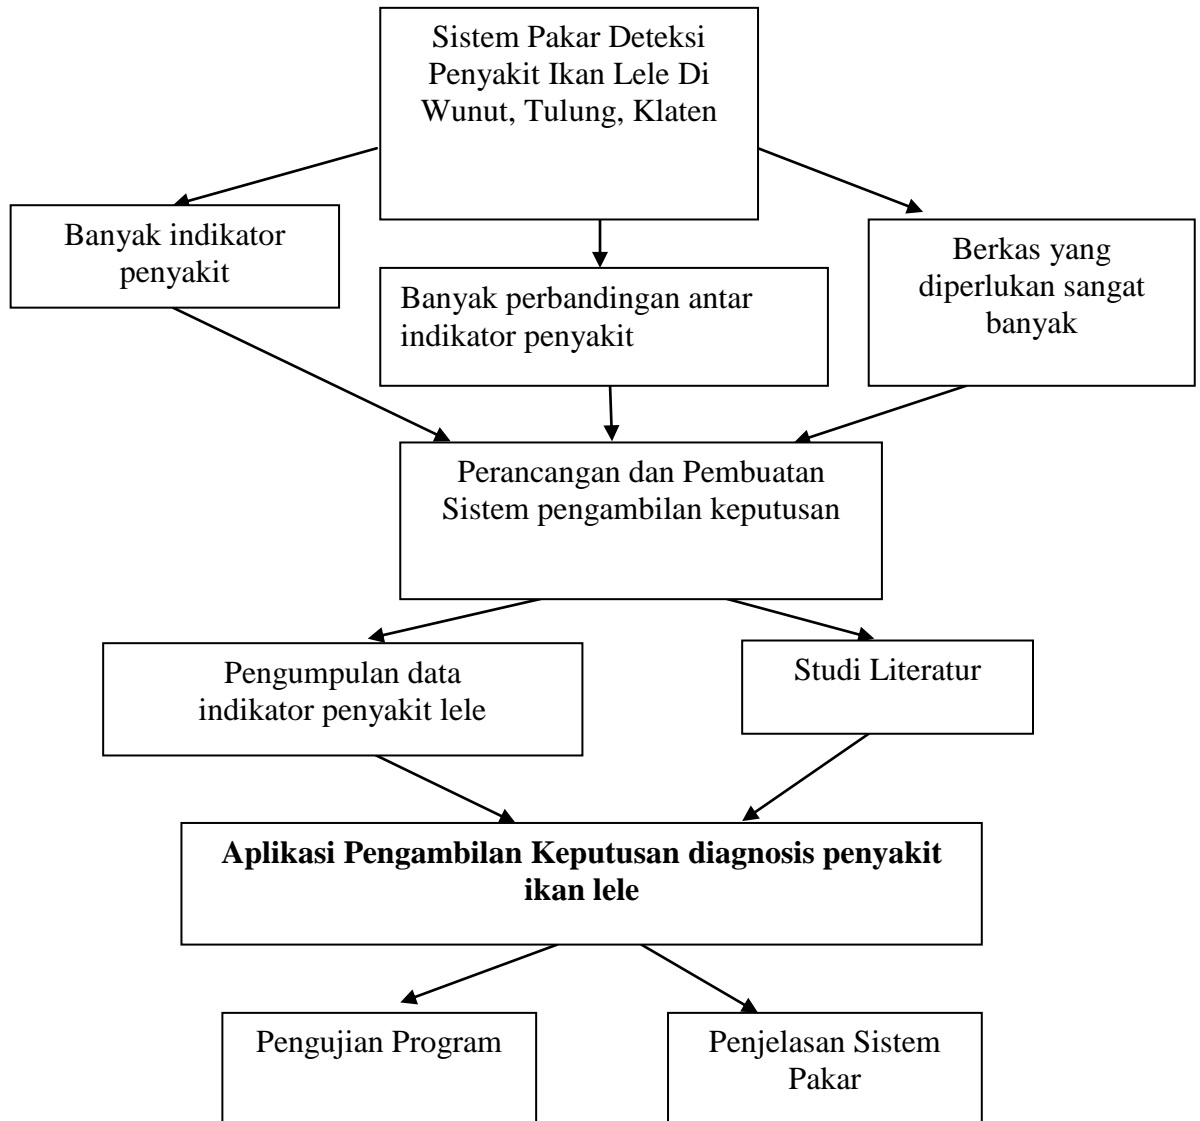 Sistem Pakar Deteksi
Penyakit Ikan Lele Di
Wunut, Tulung, Klaten
Banyak indikator
penyakit
Banyak perbandingan antar
indikator penyakit
Berkas yang
diperlukan sangat
banyak
Perancangan dan Pembuatan
Sistem pengambilan keputusan
Pengumpulan data
indikator penyakit lele
Studi Literatur
Aplikasi Pengambilan Keputusan diagnosis penyakit
ikan lele
Pengujian Program
Penjelasan Sistem
Pakar